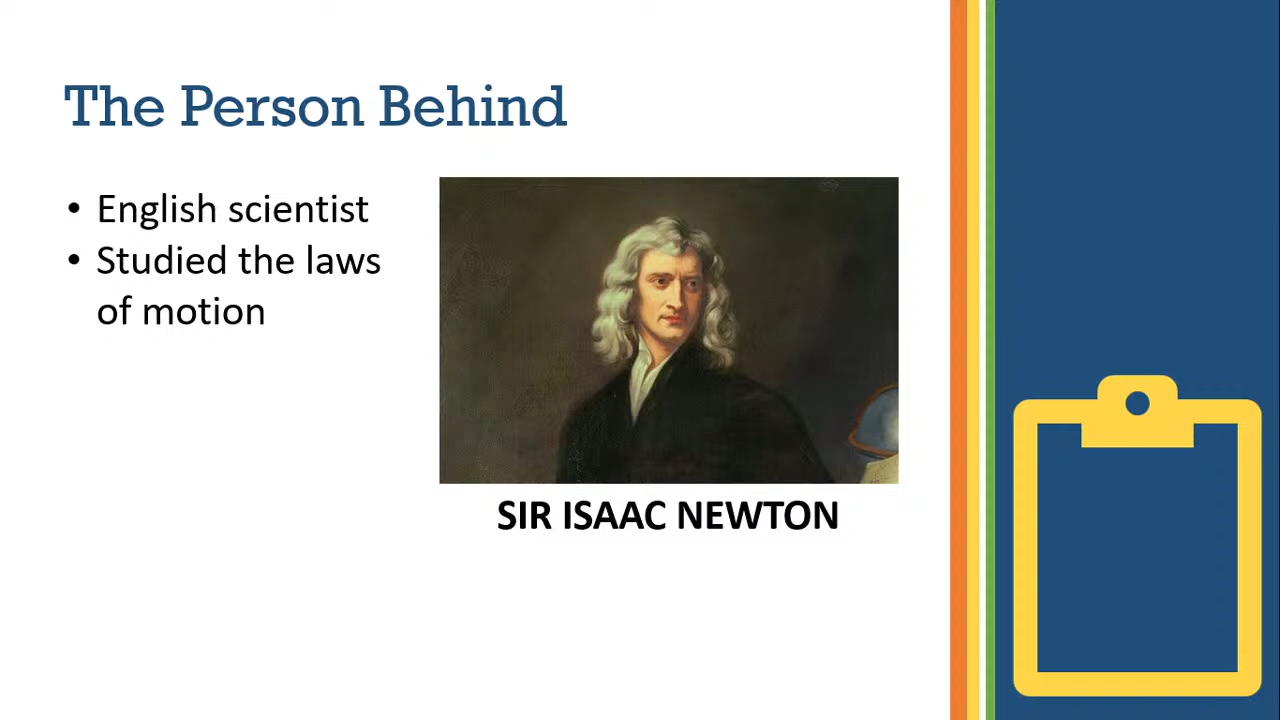 The Person Behind
• English scientist
• Studied the laws
of motion
SIR ISAAC NEWTON